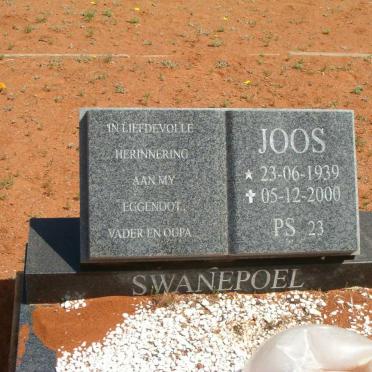 IN LIEFDEVOLLE
HERINNERING
AAN MY
EGGENOOT,
VADER EN OUPA
JOOS
23-06-1939
05-12-2000
PS 23
SWANEPOEL